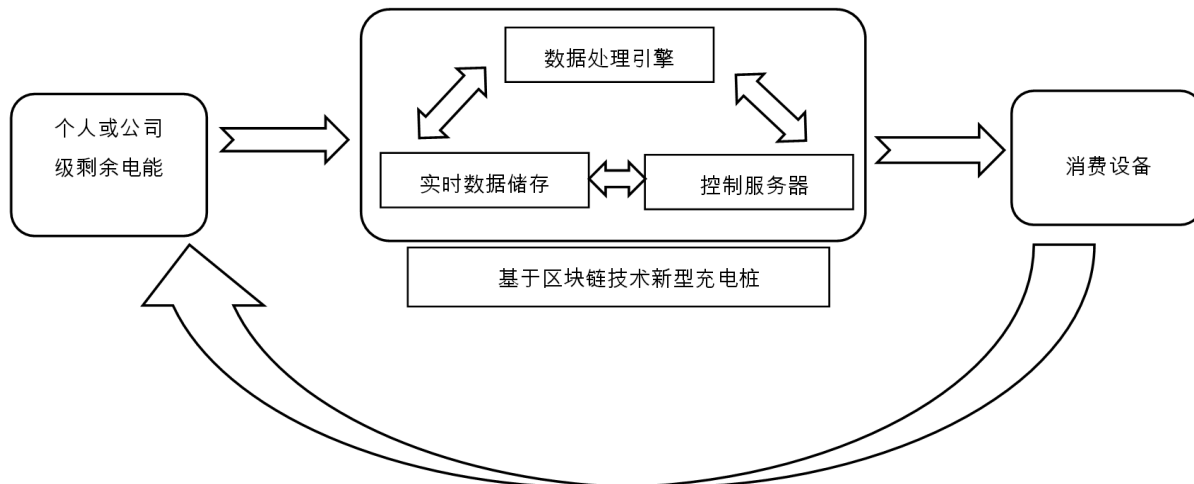 数据处理引擎
个人或公司
级剩余电能
实时数据储存
控制服务器
消费设备
基于区块链技术新型充电桩